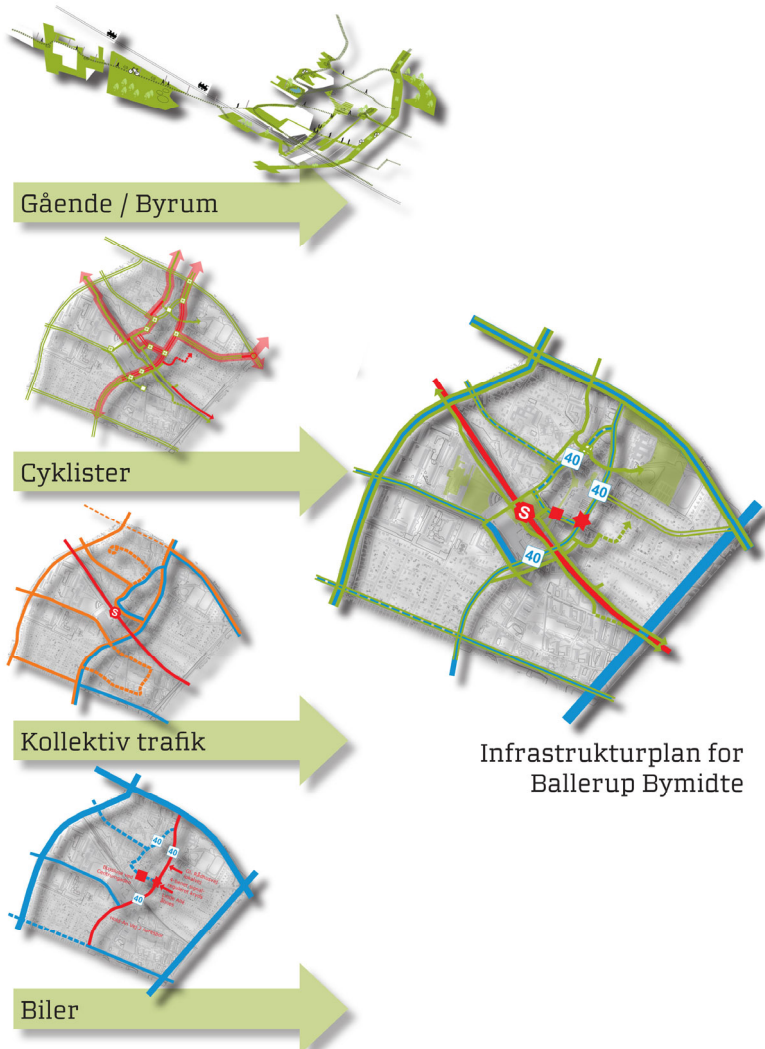 Gående / Byrum
Cyklister
S
40
40
40
Infrastrukturplan for
Ballerup Bymidte
S
Kollektiv trafik
40
40
40
Biler